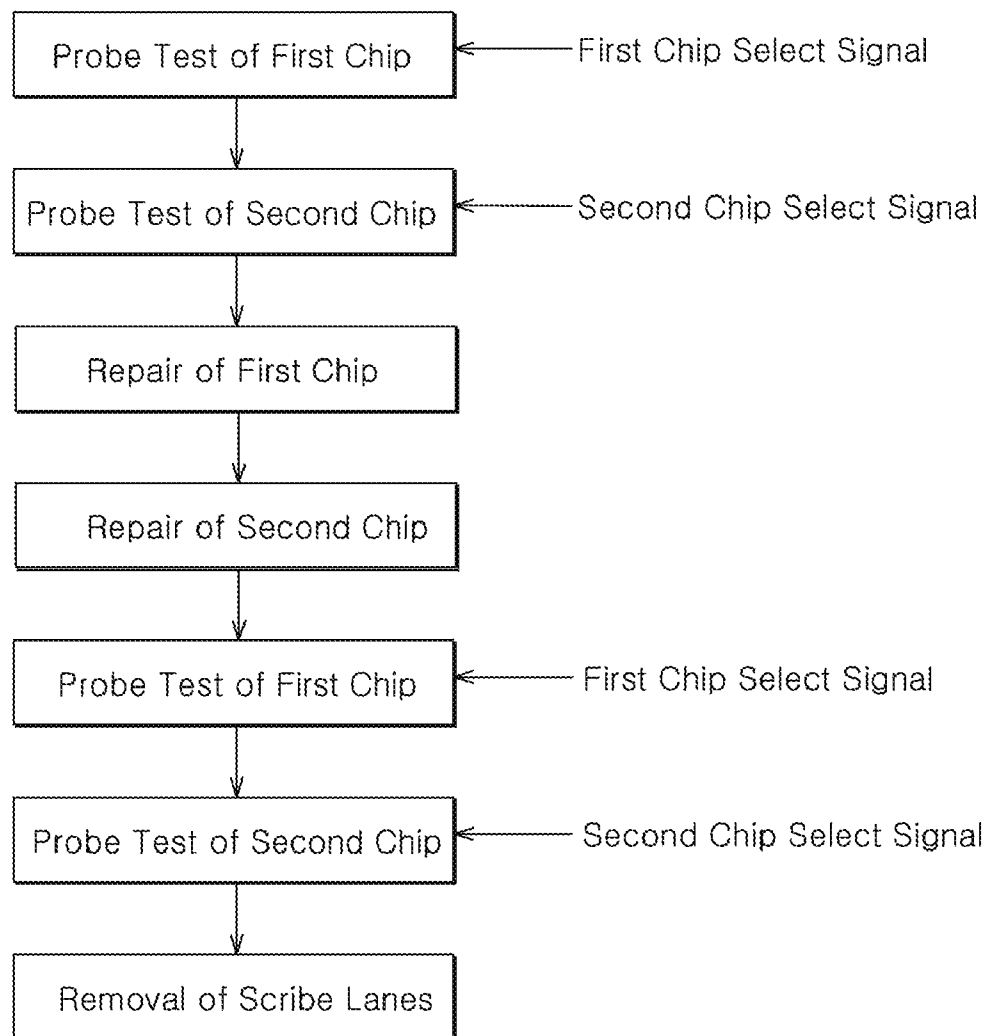 Probe Test of First Chip
First Chip Select Signal
Probe Test of Second Chip
Second Chip Select Signal
Repair of First Chip
Repair of Second Chip
Probe Test of First Chip
First Chip Select Signal
Probe Test of Second Chip
Second Chip Select Signal
Removal of Scribe Lanes